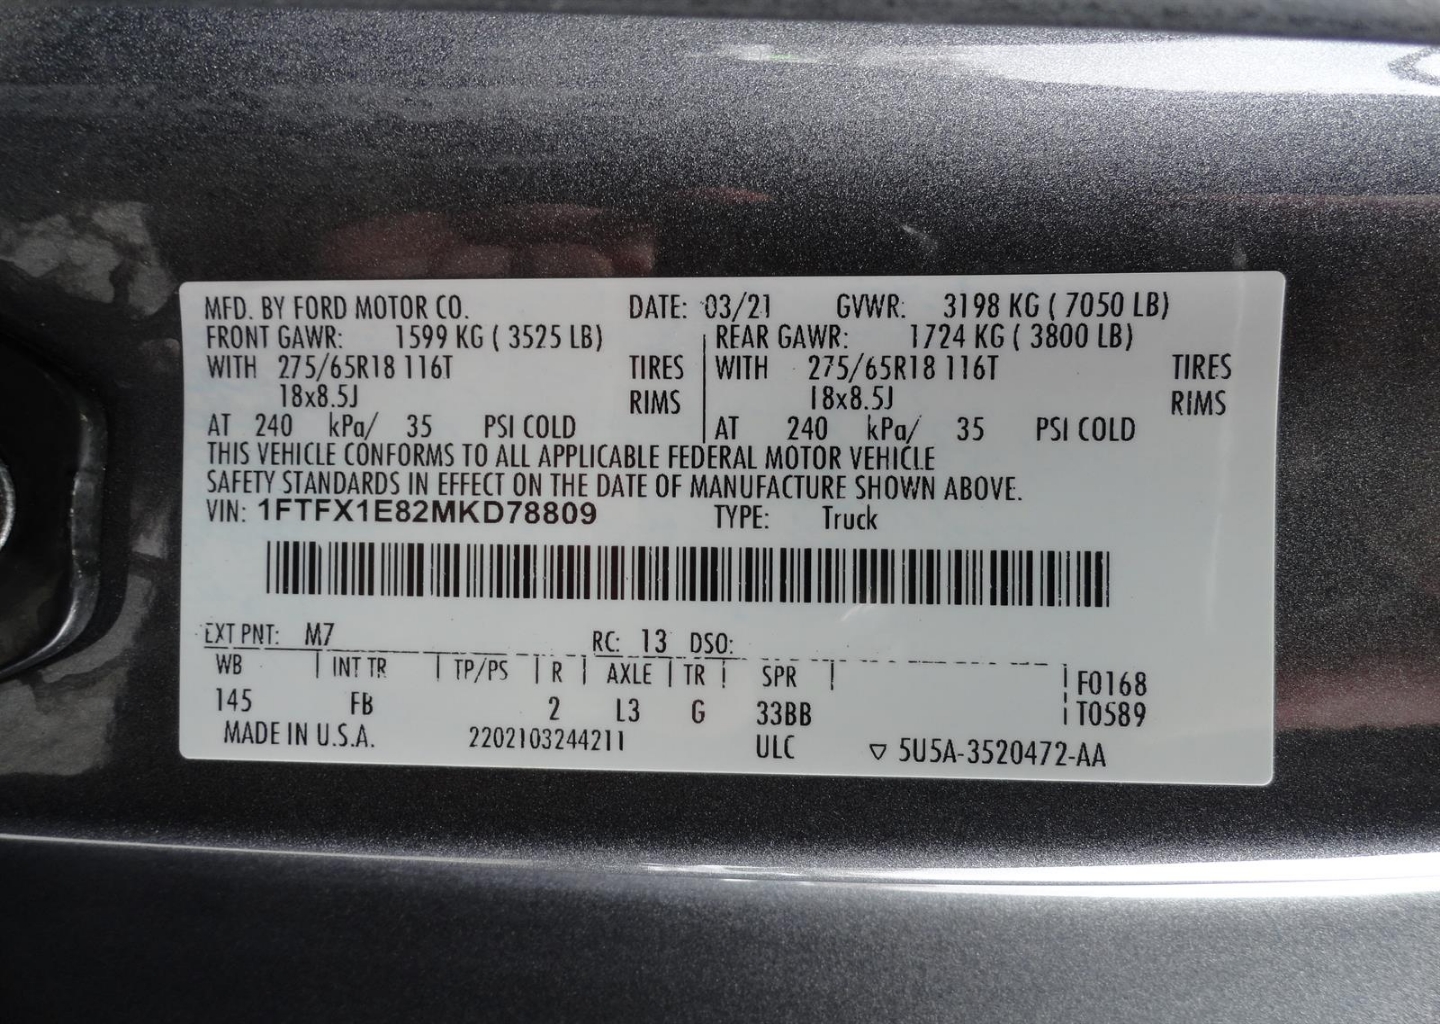 MFD. BY FORD MOTOR CO. DATE: 03/21 GVWR: 3198 KG ( 7050 LB)
FRONT GAWR: 1599 KG ( 3525 LB) REAR GAWR: 1724 KG ( 3800 LB)
WITH 275/65R18 116T TIRES WITH 275/65R18 116T TIRES
18x8.5J RIMS 18x8.5J RIMS
AT 240 kPa/ 35 PSI COLD AT 240 kPa/ 35 PSI COLD
THIS VEHICLE CONFORMS TO ALL APPLICABLE FEDERAL MOTOR VEHICLE
SAFETY STANDARDS IN EFFECT ON THE DATE OF MANUFACTURE SHOWN ABOVE.
VIN: 1FTFX1E82MKD78809 TYPE: Truck
EXT PNT: M7 RC: 13 DSO:
WB INT TR TP/PS R AXLE TR SPR F0168
145 FB 2 L3 G 33BB T0589
MADE IN U.S.A. 2202103244211 ULC ▽ 5U5A-3520472-AA